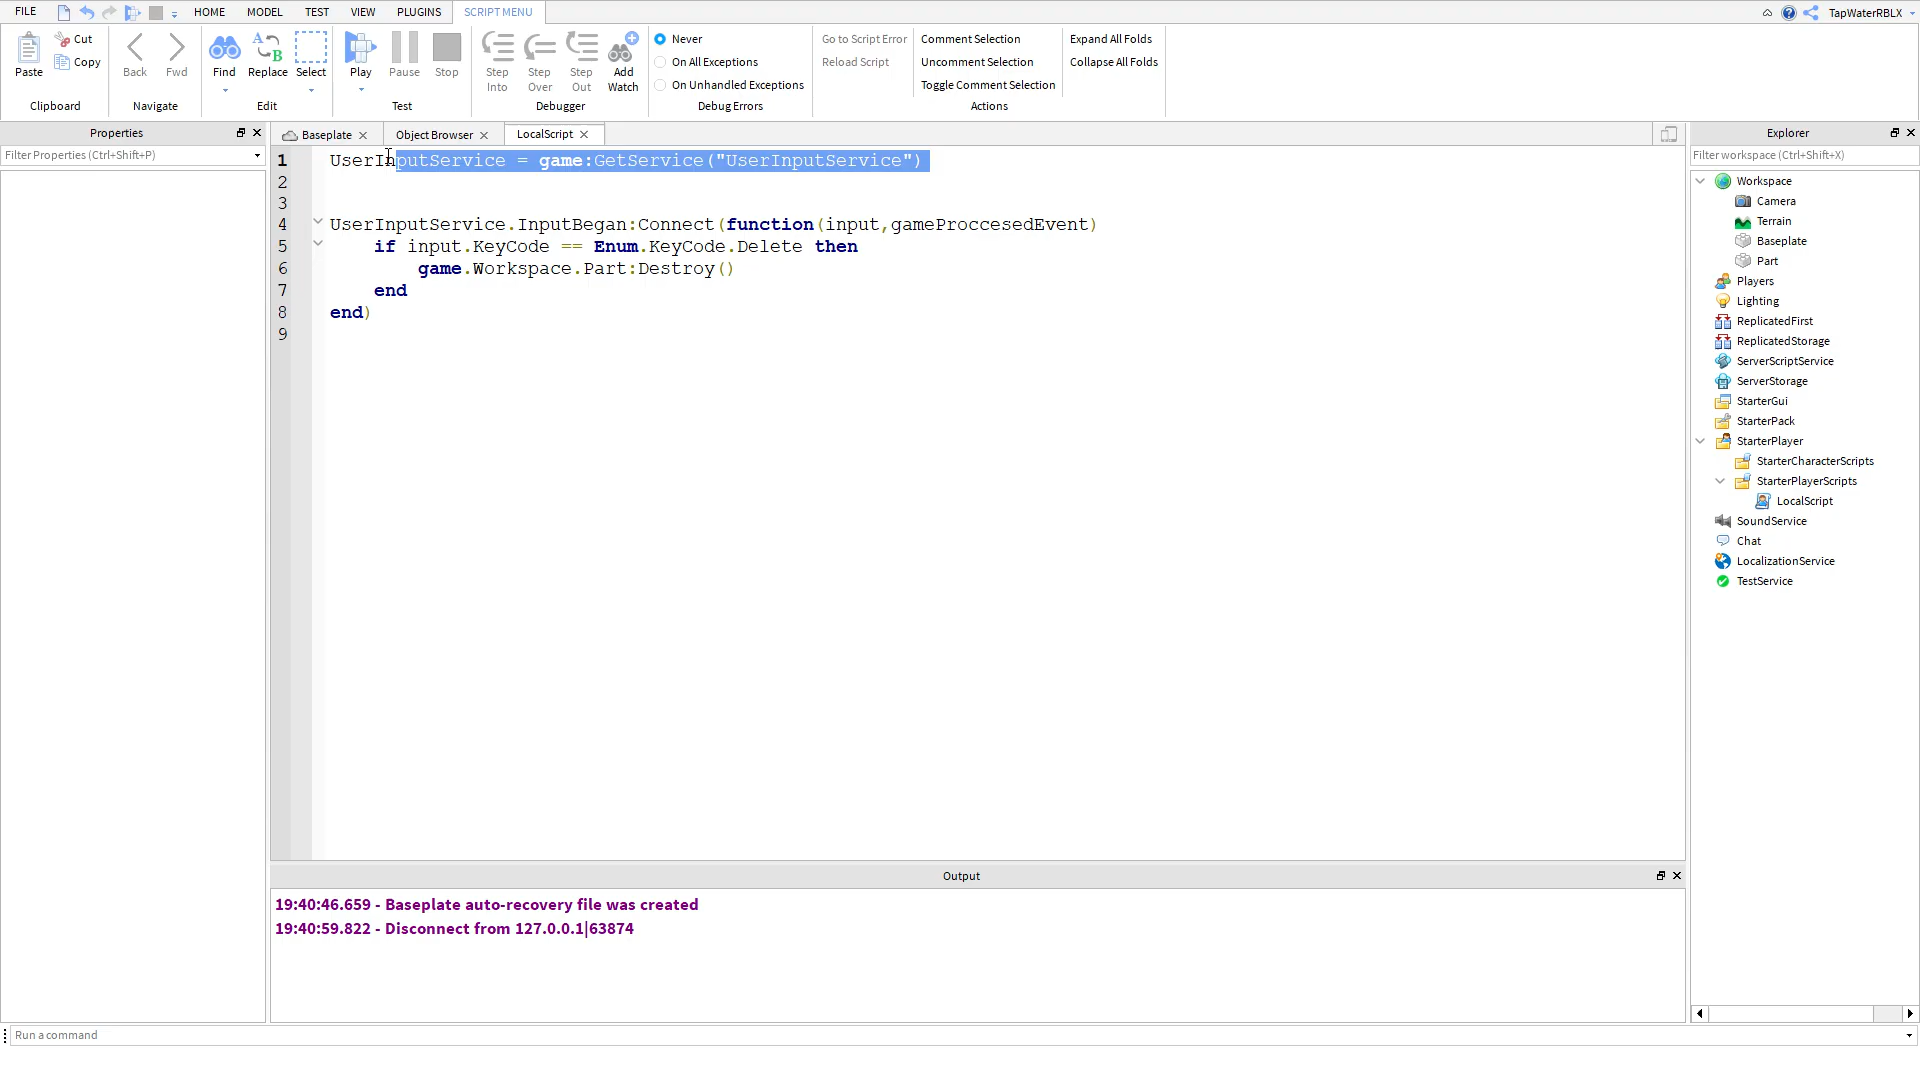 FILE HOME MODEL TEST VIEW PLUGINS SCRIPT MENU TapWaterRBLX
Paste Cut Copy Clipboard
Back Fwd Navigate
Find Replace Select Edit
Play Pause Stop Test
Step Into Step Over Step Out Add Watch Debugger
Never
On All Exceptions
On Unhandled Exceptions
Debug Errors
Go to Script Error
Reload Script
Comment Selection
Uncomment Selection
Toggle Comment Selection
Expand All Folds
Collapse All Folds
Actions
Properties
Filter Properties (Ctrl+Shift+P)
Baseplate Object Browser LocalScript
1 UserInputService = game:GetService("UserInputService")
2
3
4 UserInputService.InputBegan:Connect(function(input,gameProccesedEvent)
5 if input.KeyCode == Enum.KeyCode.Delete then
6 game.Workspace.Part:Destroy()
7 end
8 end)
9
Output
19:40:46.659 - Baseplate auto-recovery file was created
19:40:59.822 - Disconnect from 127.0.0.1|63874
Explorer
Filter workspace (Ctrl+Shift+X)
Workspace
Camera
Terrain
Baseplate
Part
Players
Lighting
ReplicatedFirst
ReplicatedStorage
ServerScriptService
ServerStorage
StarterGui
StarterPack
StarterPlayer
StarterCharacterScripts
StarterPlayerScripts
LocalScript
SoundService
Chat
LocalizationService
TestService
Run a command